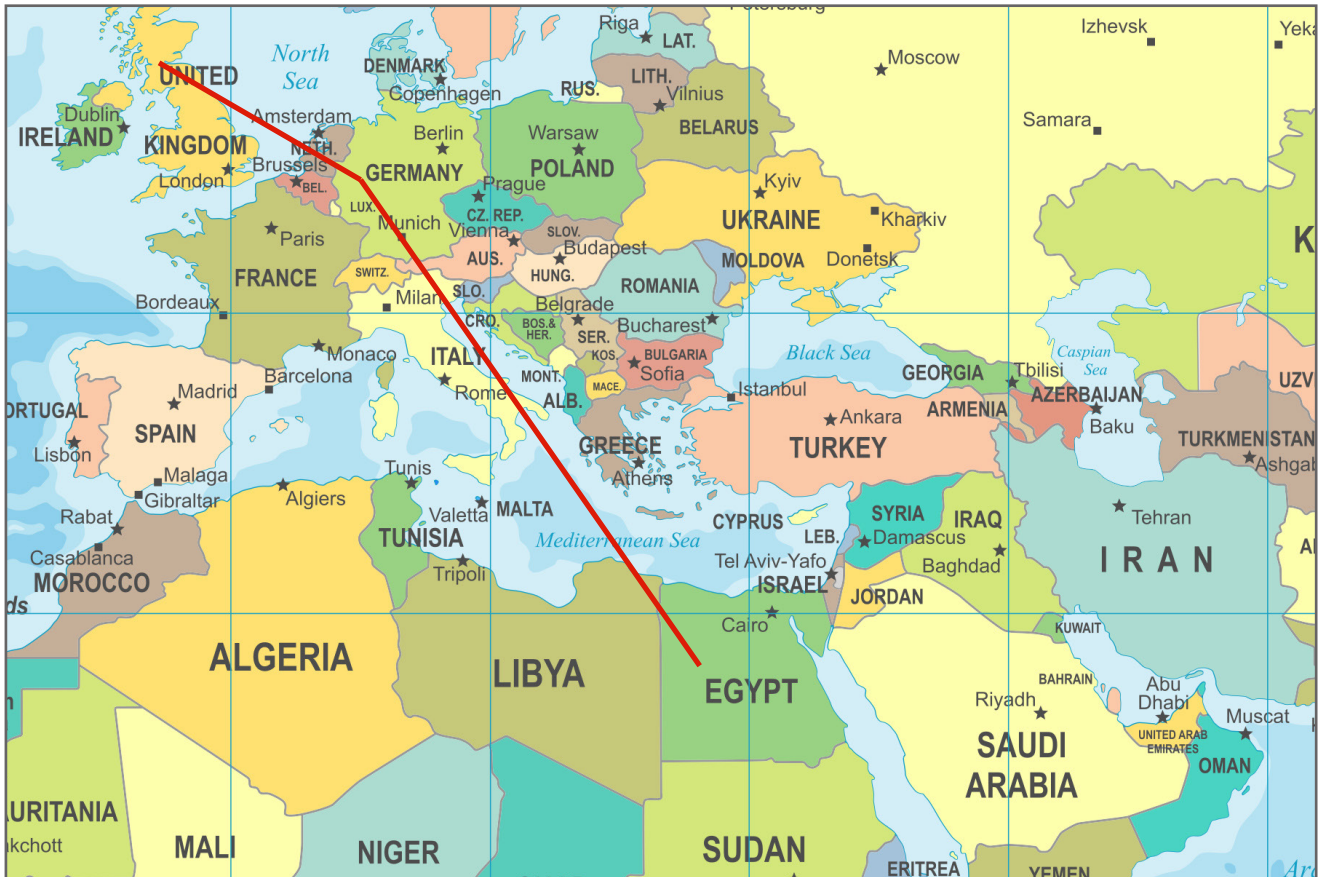 Petersburg
Izhevsk
Riga
LAT.
North
Sea
Moscow
DENMARK
Copenhagen
UNITED
LITH.
RUS.
Vilnius
Samara
Dublin
IRELAND
KINGDOM
London
Amsterdam
NETH.
Brussels
BEL.
Berlin
GERMANY
Warsaw
POLAND
BELARUS
LUX.
Prague
CZ. REP.
Kyiv
UKRAINE
Kharkiv
Donetsk
Paris
FRANCE
Munich
Vienna
SLOV.
Budapest
AUS.
HUNG.
MOLDOVA
K
SWITZ.
Milan
SLO.
CRO.
Belgrade
BOS.&
HER.
SER.
ROMANIA
Bucharest
Bordeaux
Monaco
ITALY
Rome
MONT.
KOS.
BULGARIA
Sofia
MACE.
ALB.
Black Sea
Caspian
Sea
GEORGIA
Tbilisi
ARMENIA
AZERBAIJAN
Baku
UZV
Barcelona
Madrid
SPAIN
ORTUGAL
Lisbon
Istanbul
Ankara
TURKEY
GREECE
Athens
TURKMENISTAN
Ashgab
Malaga
Gibraltar
Algiers
Tunis
Valetta
MALTA
TUNISIA
Tripoli
Mediterranean Sea
CYPRUS
SYRIA
Damascus
LEB.
IRAQ
Baghdad
Tehran
IRAN
Rabat
Casablanca
MOROCCO
Tel Aviv-Yafo
ISRAEL
JORDAN
Cairo
KUWAIT
ds
ALGERIA
LIBYA
EGYPT
BAHRAIN
Abu
Dhabi
Riyadh
SAUDI
ARABIA
UNITED ARAB
EMIRATES
Muscat
OMAN
URITANIA
akchott
MALI
NIGER
SUDAN
ERITREA
YEMEN